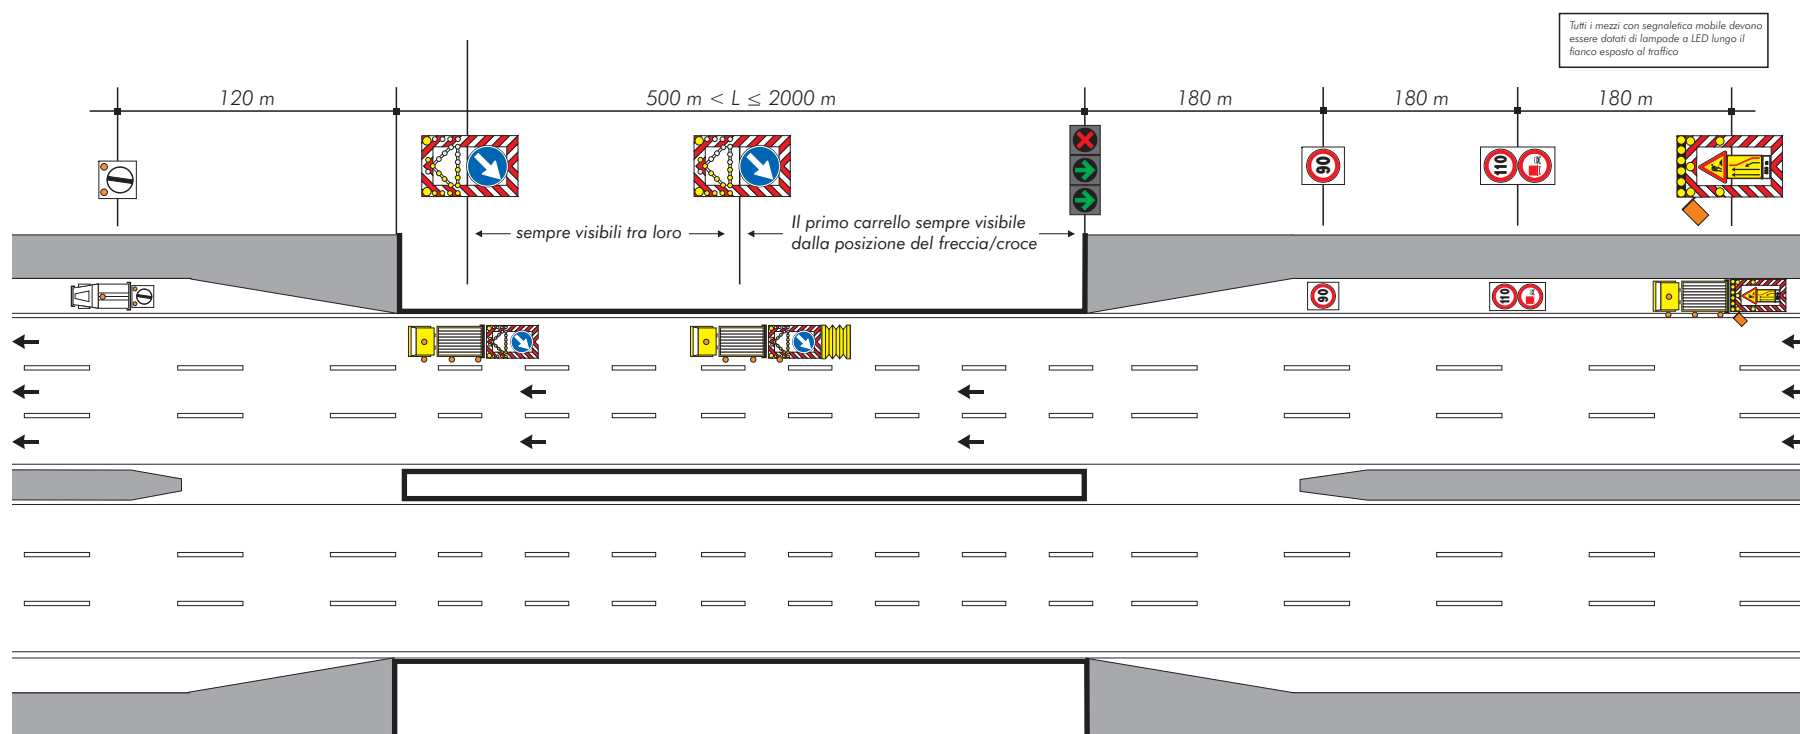 Tutti i mezzi con segnaletica mobile devono
essere dotati di lampade a LED lungo il
fianco esposto al traffico
120 m
500 m < L ≤ 2000 m
180 m
180 m
180 m
sempre visibili tra loro
Il primo carrello sempre visibile
dalla posizione del freccia/croce
90
110
90
110